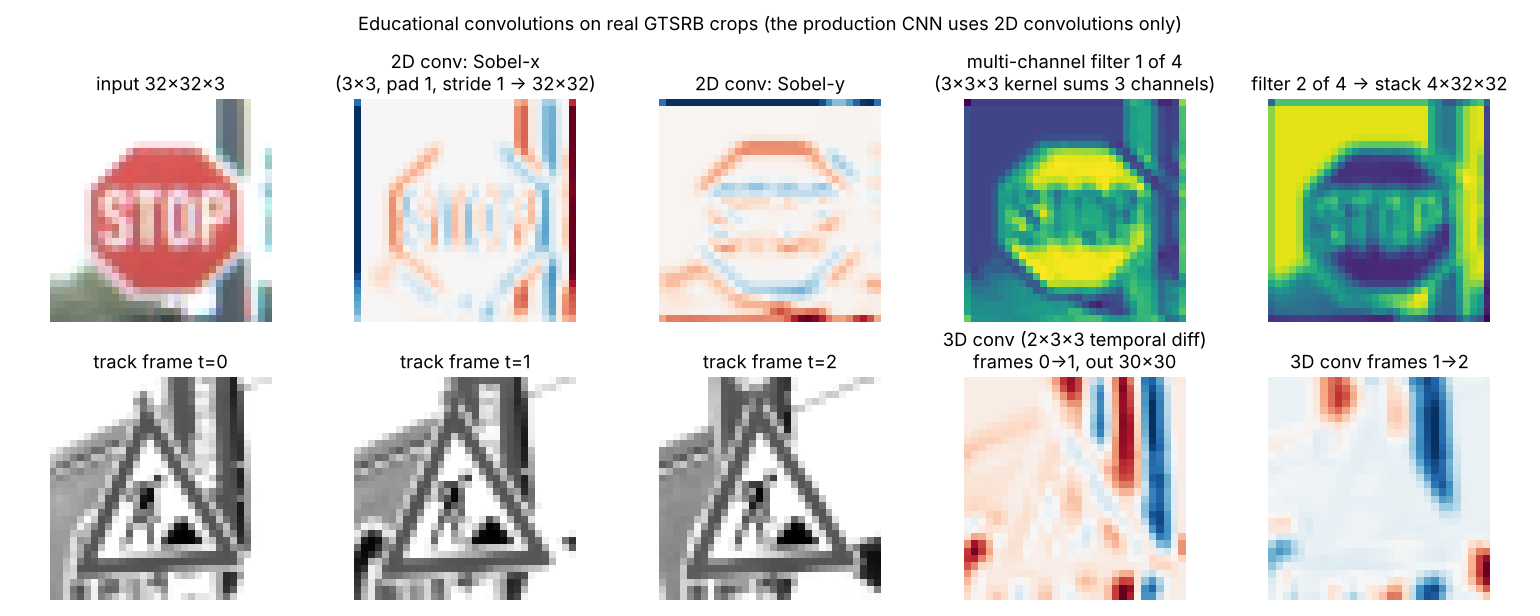 Educational convolutions on real GTSRB crops (the production CNN uses 2D convolutions only)
input 32×32×3
2D conv: Sobel-x
(3×3, pad 1, stride 1 → 32×32)
2D conv: Sobel-y
multi-channel filter 1 of 4
(3×3×3 kernel sums 3 channels)
filter 2 of 4 → stack 4×32×32
STOP
track frame t=0
track frame t=1
track frame t=2
3D conv (2×3×3 temporal diff)
frames 0→1, out 30×30
3D conv frames 1→2